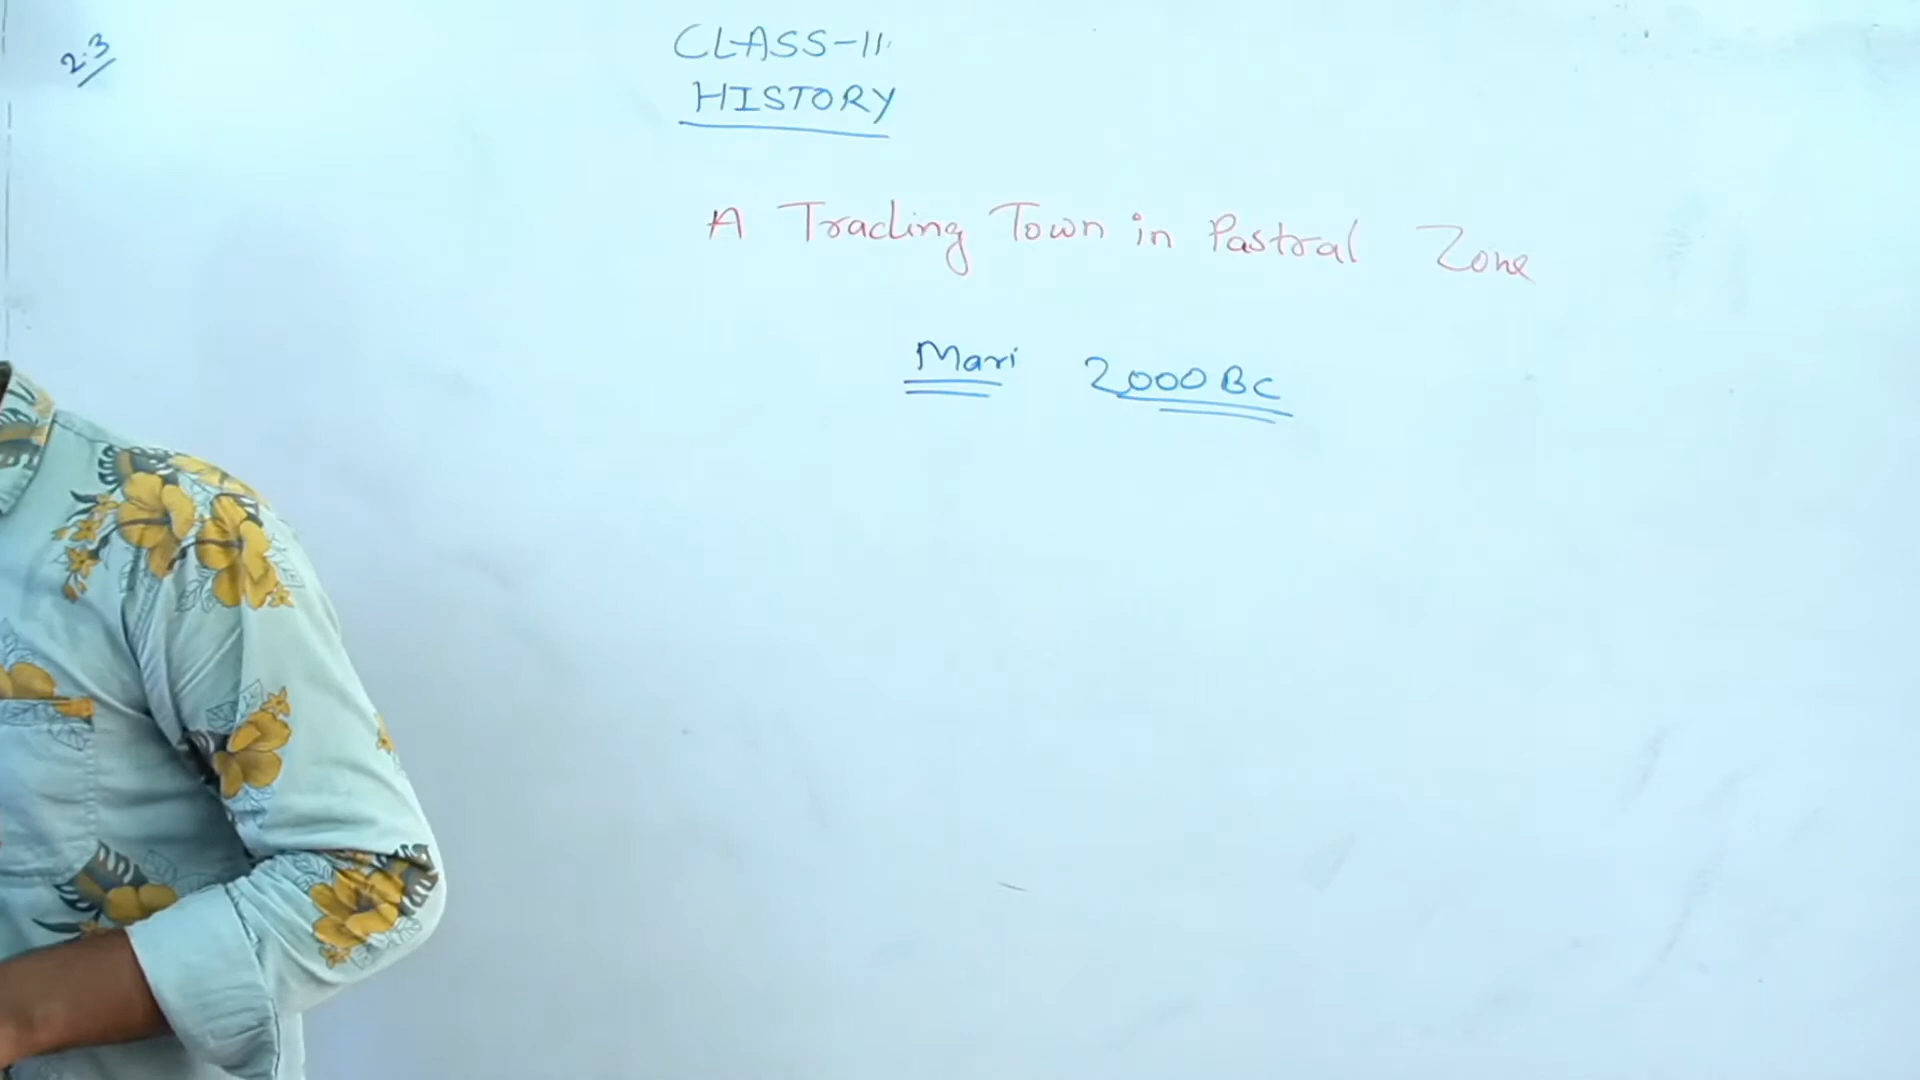 2.3
CLASS-11
HISTORY
A Trading Town in Pastral Zone
Mari 2000 BC